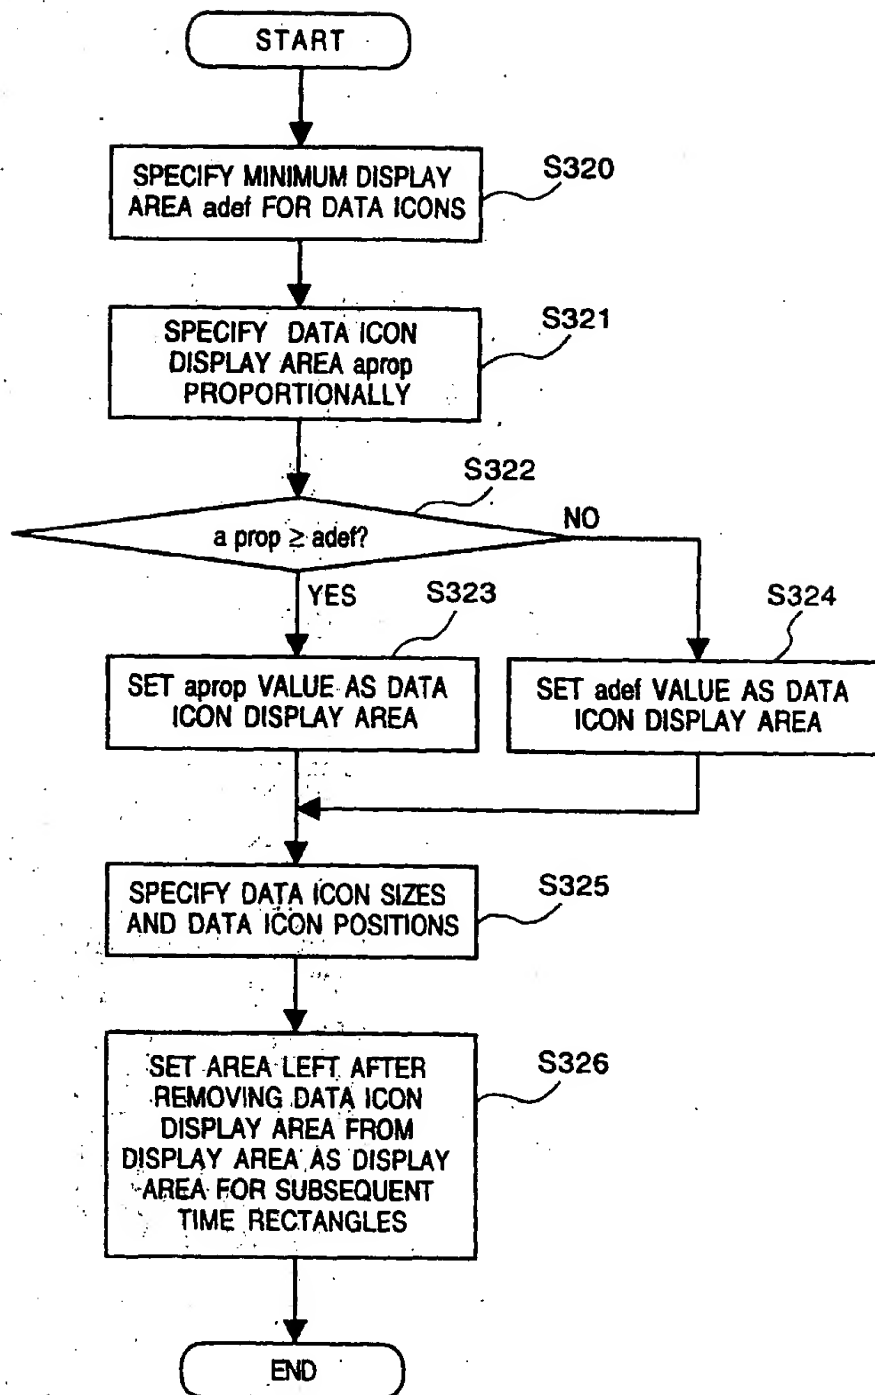 START
SPECIFY MINIMUM DISPLAY
AREA adef FOR DATA ICONS
S320
SPECIFY DATA ICON
DISPLAY AREA aprop
PROPORTIONALLY
S321
S322
a prop ≥ adef?
NO
YES
S323
S324
SET aprop VALUE AS DATA
ICON DISPLAY AREA
SET adef VALUE AS DATA
ICON DISPLAY AREA
SPECIFY DATA ICON SIZES
AND DATA ICON POSITIONS
S325
SET AREA LEFT AFTER
REMOVING DATA ICON
DISPLAY AREA FROM
DISPLAY AREA AS DISPLAY
AREA FOR SUBSEQUENT
TIME RECTANGLES
S326
END